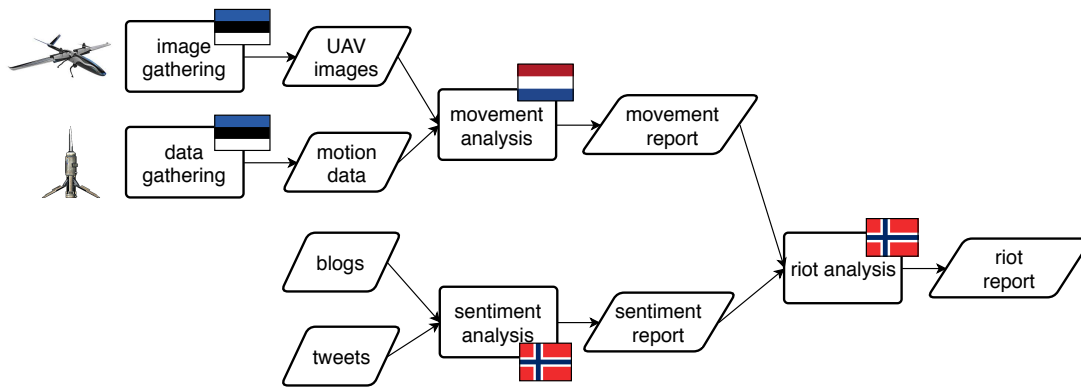 image
gathering
UAV
images
data
gathering
motion
data
movement
analysis
movement
report
blogs
tweets
sentiment
analysis
sentiment
report
riot analysis
riot
report